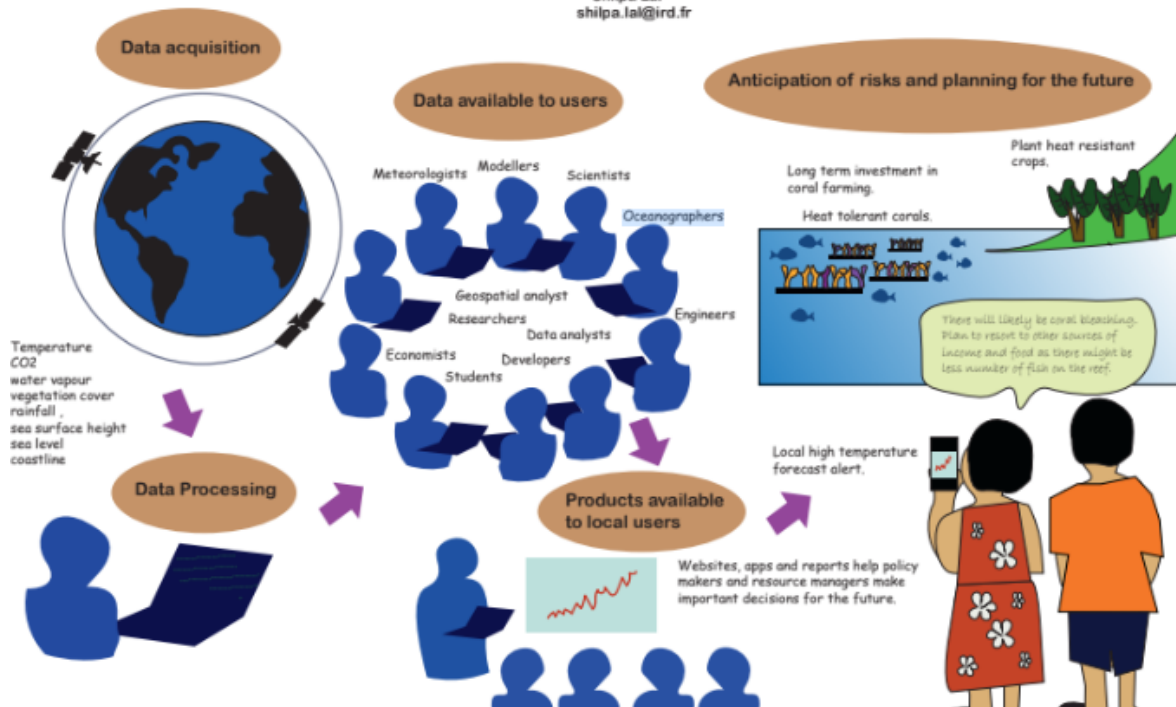 shilpa.lal@ird.fr
Data acquisition
Temperature
CO2
water vapour
vegetation cover
rainfall ,
sea surface height
sea level
coastline
Data Processing
Data available to users
Meteorologists
Modellers
Scientists
Oceanographers
Geospatial analyst
Researchers
Engineers
Data analysts
Economists
Developers
Students
Products available
to local users
Websites, apps and reports help policy
makers and resource managers make
important decisions for the future.
Anticipation of risks and planning for the future
Plant heat resistant
crops.
Long term investment in
coral farming.
Heat tolerant corals.
There will likely be coral bleaching.
Plan to resort to other sources of
income and food as there might be
less number of fish on the reef.
Local high temperature
forecast alert.